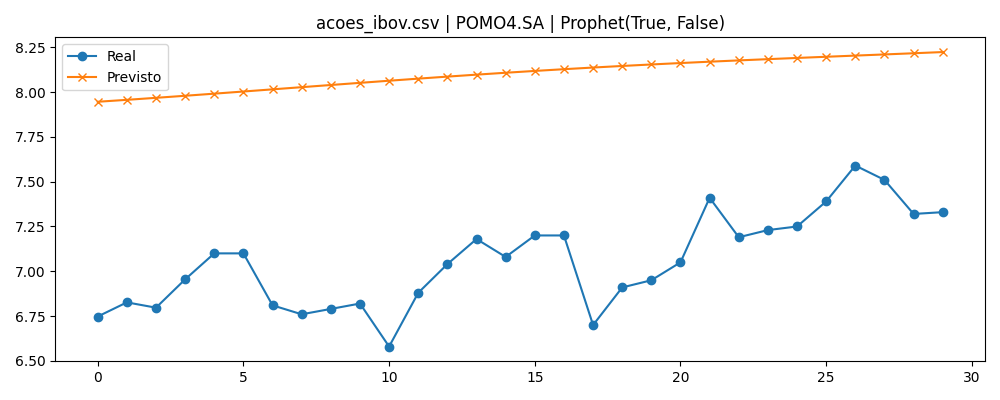 acoes_ibov.csv | POMO4.SA | Prophet(True, False)
Real
Previsto
8.25
8.00
7.75
7.50
7.25
7.00
6.75
6.50
0 5 10 15 20 25 30